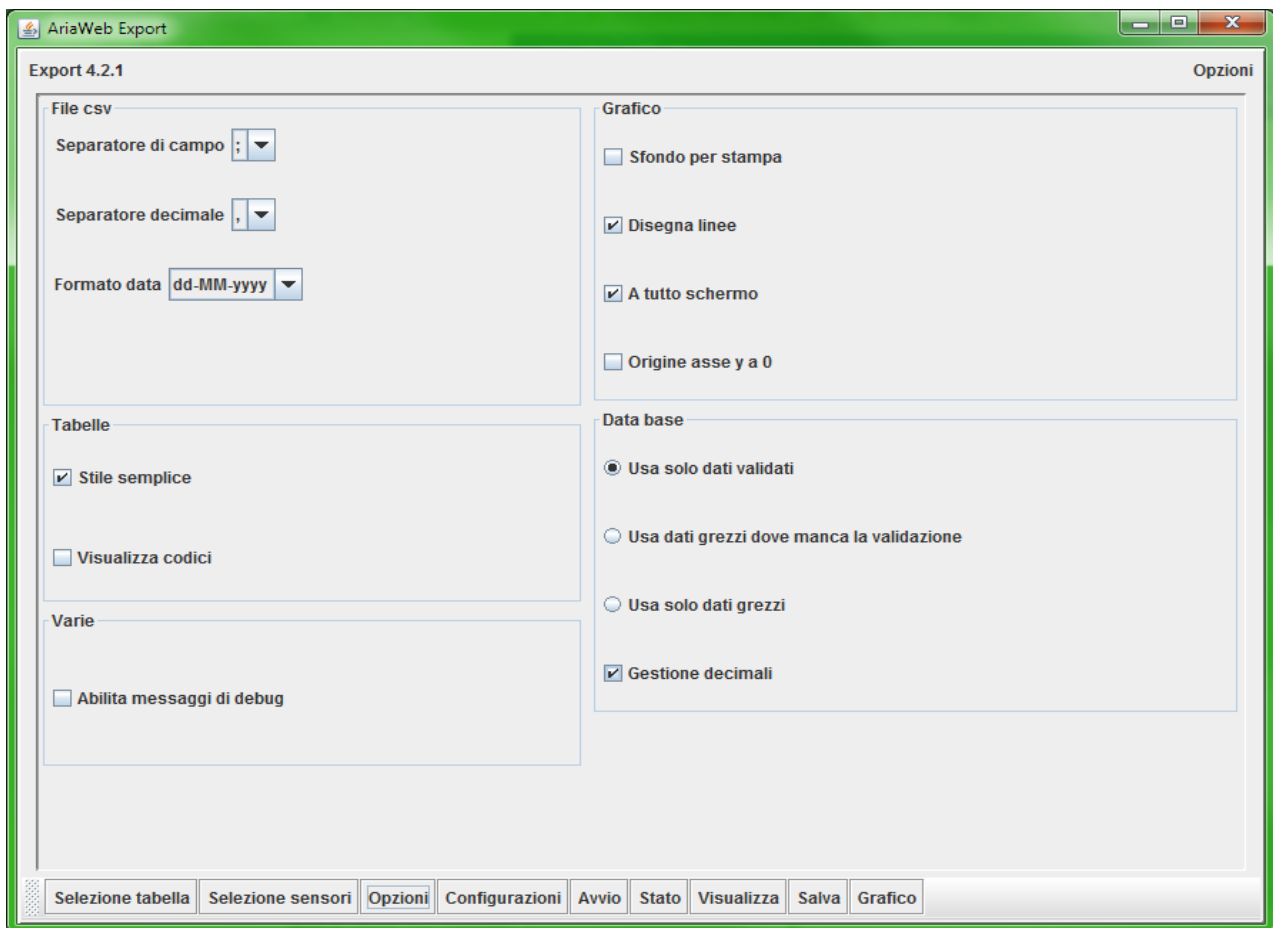 AriaWeb Export
Export 4.2.1
Opzioni
File csv
Separatore di campo ;
Separatore decimale ,
Formato data dd-MM-yyyy
Tabelle
Stile semplice
Visualizza codici
Varie
Abilita messaggi di debug
Grafico
Sfondo per stampa
Disegna linee
A tutto schermo
Origine asse y a 0
Data base
Usa solo dati validati
Usa dati grezzi dove manca la validazione
Usa solo dati grezzi
Gestione decimali
Selezione tabella Selezione sensori Opzioni Configurazioni Avvio Stato Visualizza Salva Grafico